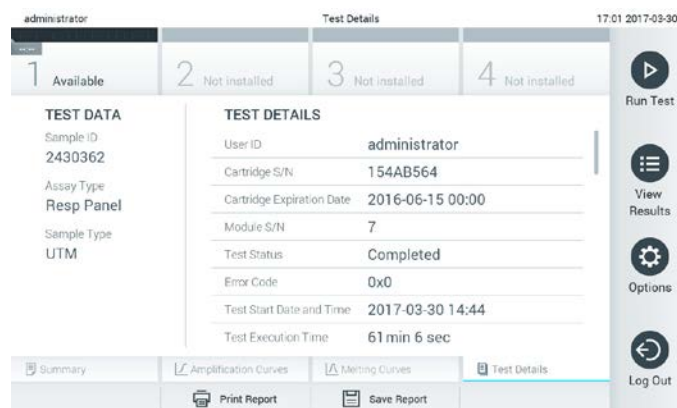 administrator Test Details 17:01 2017-03-30
1 Available 2 Not installed 3 Not installed 4 Not installed
Run Test
View Results
Options
Log Out
TEST DATA
Sample ID
2430362
Assay Type
Resp Panel
Sample Type
UTM
TEST DETAILS
User ID administrator
Cartridge S/N 154AB564
Cartridge Expiration Date 2016-06-15 00:00
Module S/N 7
Test Status Completed
Error Code 0x0
Test Start Date and Time 2017-03-30 14:44
Test Execution Time 61 min 6 sec
Summary Amplification Curves Melting Curves Test Details
Print Report Save Report